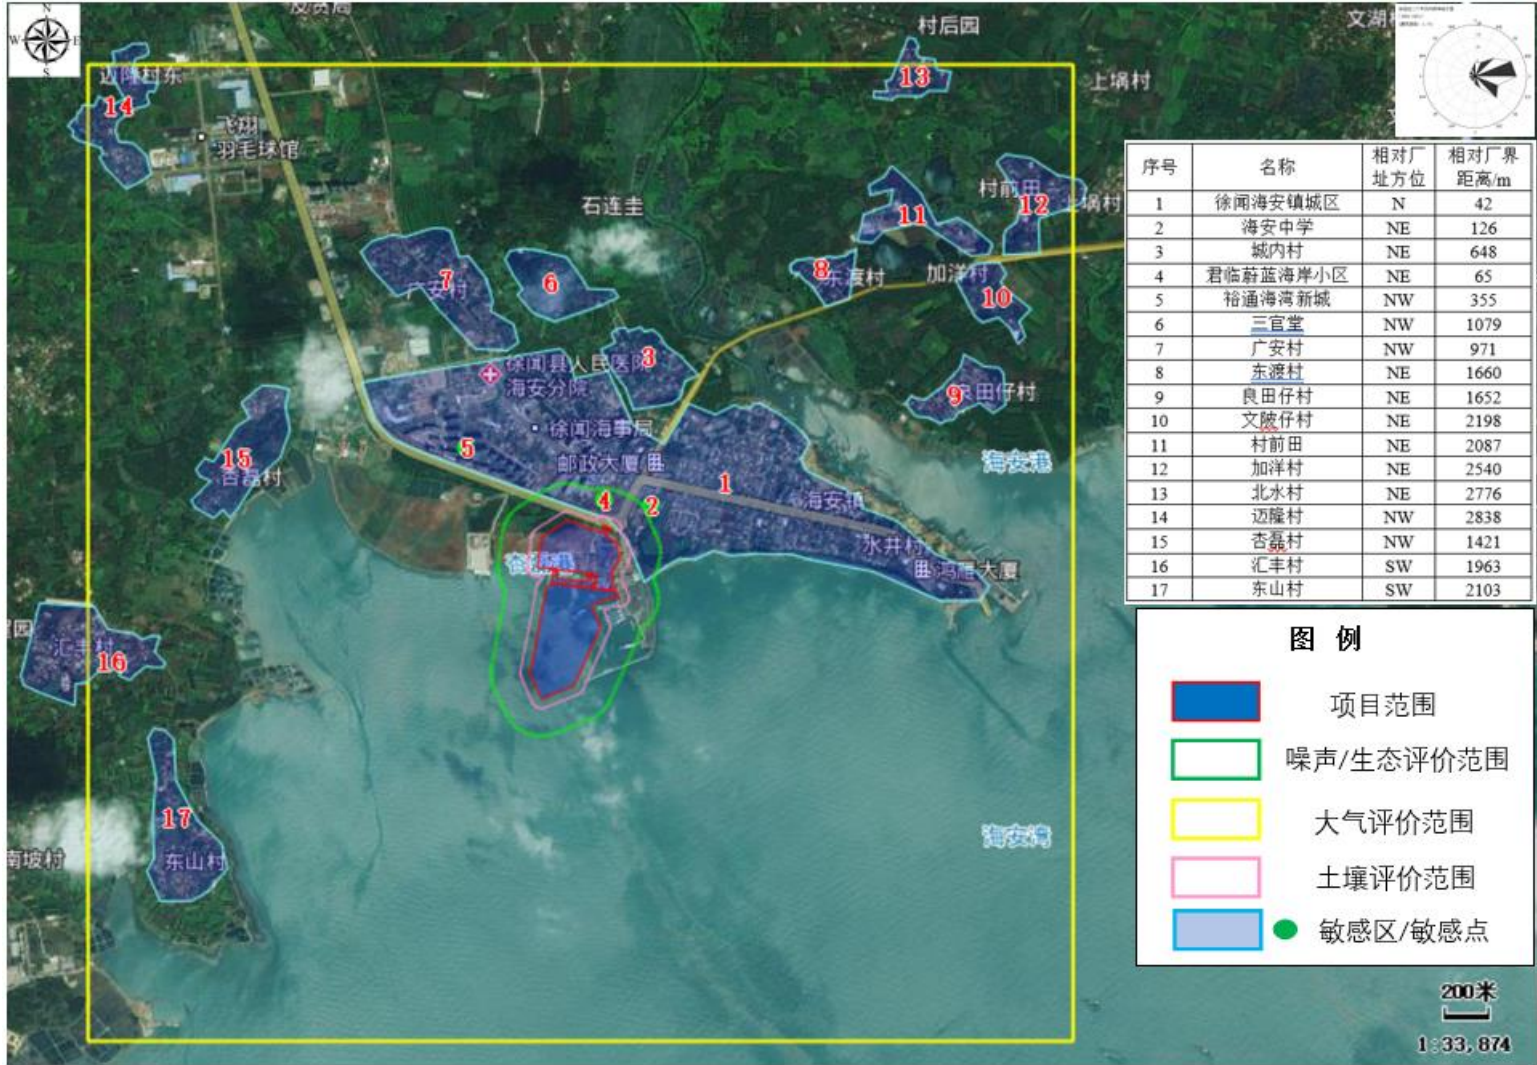 N
W
E
S
村后园
文湖
13
上塥村
边降村东
14
飞翔
羽毛球馆
石连圭
村前田
12
上塥村
11
7
广安村
6
8
东渡村
加洋村
10
3
徐闻县人民医院
海安分院
9
良田仔村
徐闻海事局
5
邮政大厦
海安港
15
杏磊村
4
2
1
海安镇
水井村
鸿雁大厦
杏磊港
汇丰村
16
17
东山村
南坡村
海安湾
序号 名称 相对厂址方位 相对厂界距离/m
1 徐闻海安镇城区 N 42
2 海安中学 NE 126
3 城内村 NE 648
4 君临蔚蓝海岸小区 NE 65
5 裕通海湾新城 NW 355
6 三官堂 NW 1079
7 广安村 NW 971
8 东渡村 NE 1660
9 良田仔村 NE 1652
10 文陂仔村 NE 2198
11 村前田 NE 2087
12 加洋村 NE 2540
13 北水村 NE 2776
14 迈隆村 NW 2838
15 杏磊村 NW 1421
16 汇丰村 SW 1963
17 东山村 SW 2103
图 例
项目范围
噪声/生态评价范围
大气评价范围
土壤评价范围
敏感区/敏感点
200米
1:33,874